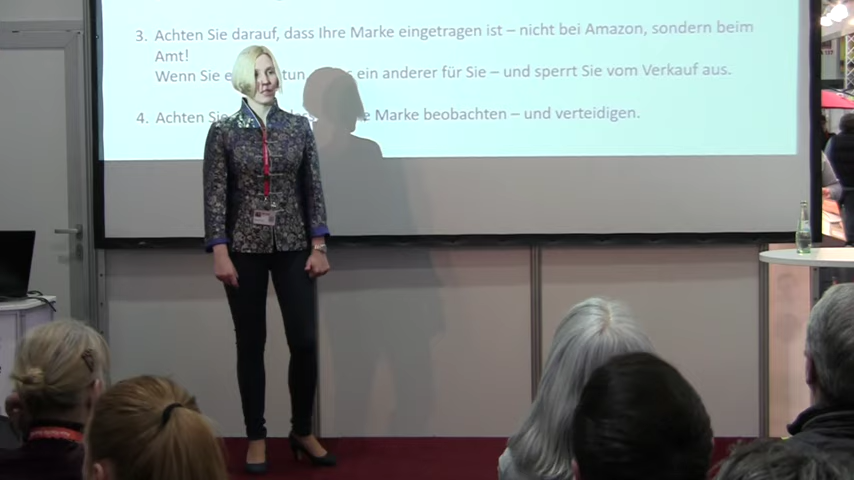 3. Achten Sie darauf, dass Ihre Marke eingetragen ist – nicht bei Amazon, sondern beim
Amt!
Wenn Sie ein anderer für Sie – und sperrt Sie vom Verkauf aus.
4. Achten Marke beobachten – und verteidigen.